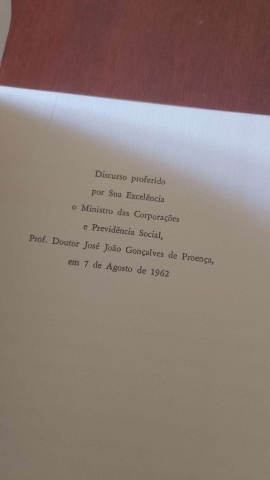 Discurso proferido
por Sua Excelência
o Ministro das Corporações
e Previdência Social,
Prof. Doutor José João Gonçalves de Proença,
em 7 de Agosto de 1962